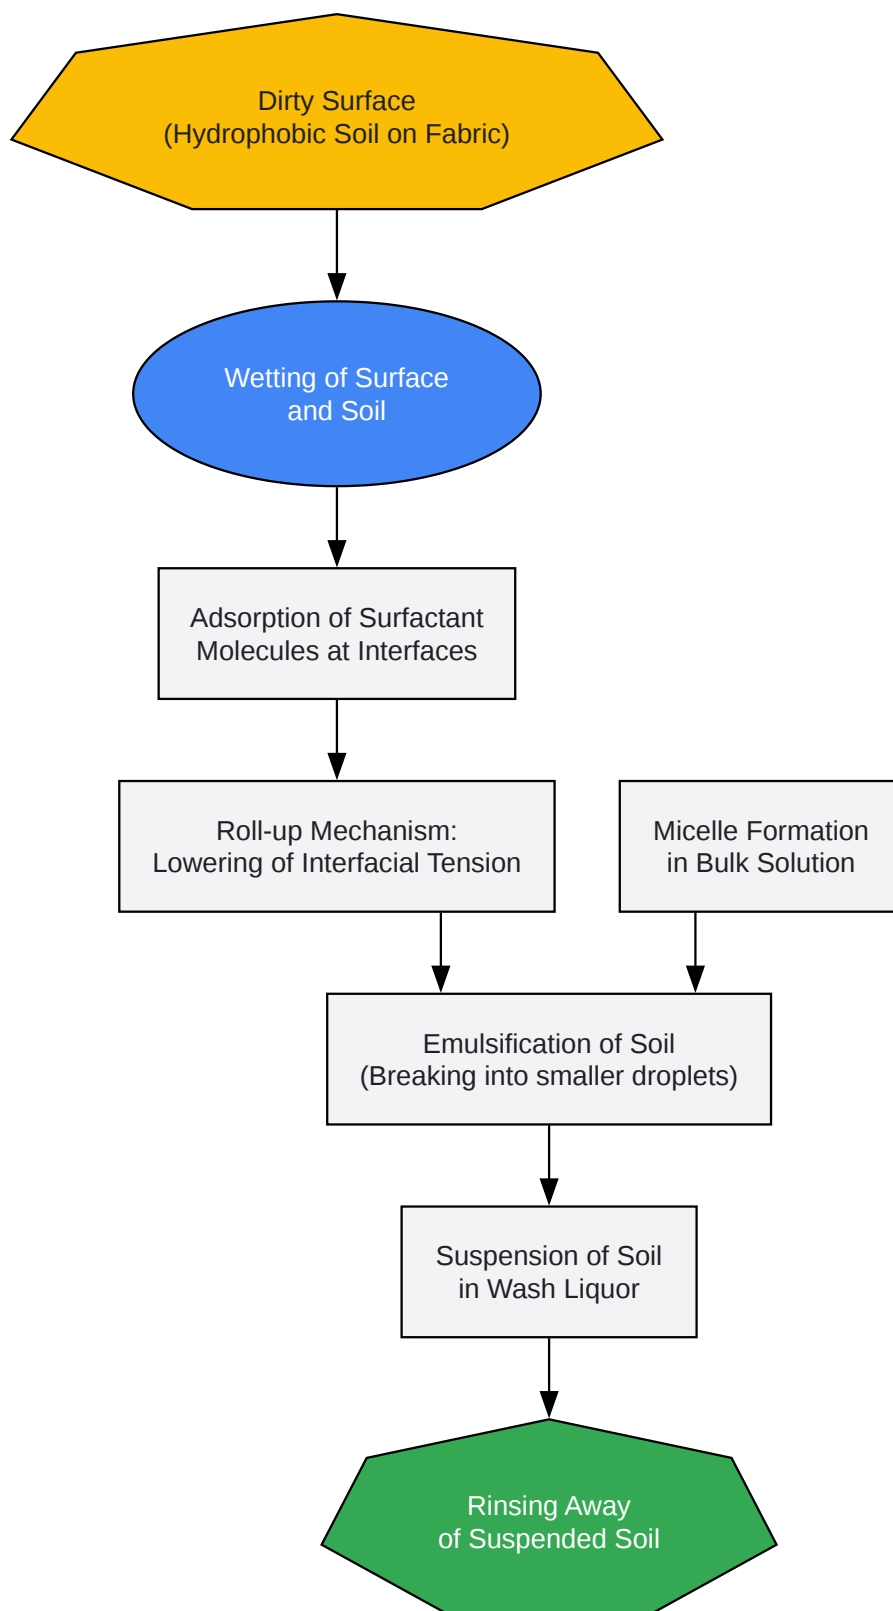 Dirty Surface
(Hydrophobic Soil on Fabric)
Wetting of Surface
and Soil
Adsorption of Surfactant
Molecules at Interfaces
Roll-up Mechanism:
Lowering of Interfacial Tension
Micelle Formation
in Bulk Solution
Emulsification of Soil
(Breaking into smaller droplets)
Suspension of Soil
in Wash Liquor
Rinsing Away
of Suspended Soil